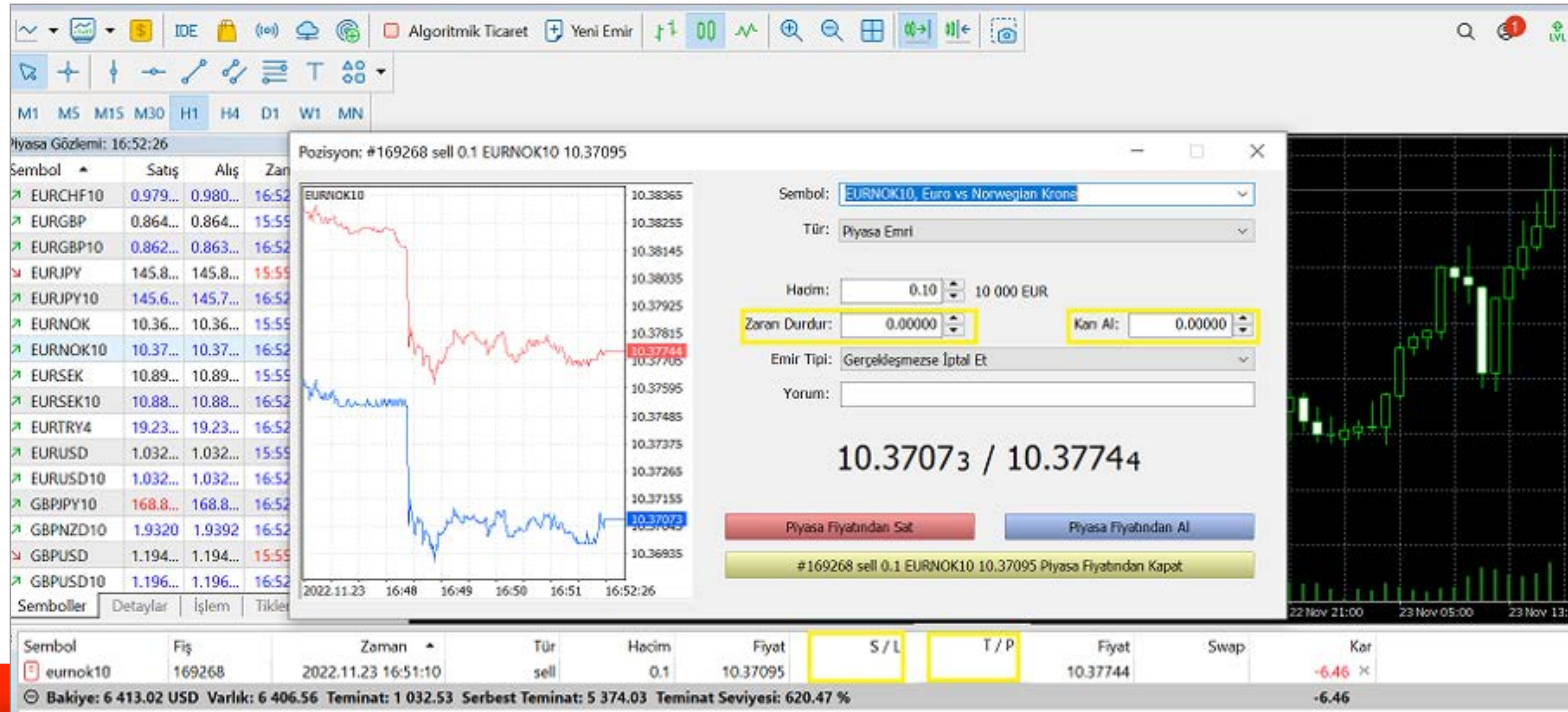 IDE Algoritmik Ticaret Yeni Emir 1 LVL
M1 M5 M15 M30 H1 H4 D1 W1 MN
Piyasa Gözlemi: 16:52:26
Sembol Satış Alış Zan
EURCHF10 0.979... 0.980... 16:52
EURGBP 0.864... 0.864... 15:55
EURGBP10 0.862... 0.863... 16:52
EURJPY 145.8... 145.8... 15:55
EURJPY10 145.6... 145.7... 16:52
EURNOK 10.36... 10.36... 15:55
EURNOK10 10.37... 10.37... 16:52
EURSEK 10.89... 10.89... 15:55
EURSEK10 10.88... 10.88... 16:52
EURTRY4 19.23... 19.23... 16:52
EURUSD 1.032... 1.032... 15:55
EURUSD10 1.032... 1.032... 16:52
GBPJPY10 168.8... 168.8... 16:52
GBPNZD10 1.9320 1.9392 16:52
GBPUSD 1.194... 1.194... 15:55
GBPUSD10 1.196... 1.196... 16:52
Semboller Detaylar İşlem Tikler
Pozisyon: #169268 sell 0.1 EURNOK10 10.37095
EURNOK10
10.38365
10.38255
10.38145
10.38035
10.37925
10.37815
10.37744
10.37705
10.37595
10.37485
10.37375
10.37265
10.37155
10.37073
10.36935
2022.11.23 16:48 16:49 16:50 16:51 16:52:26
Sembol: EURNOK10, Euro vs Norwegian Krone
Tür: Piyasa Emri
Hacim: 0.10 10 000 EUR
Zararı Durdur: 0.00000 Karı Al: 0.00000
Emir Tipi: Gerçekleşmezse İptal Et
Yorum:
10.37073 / 10.37744
Piyasa Fiyatından Sat Piyasa Fiyatından Al
#169268 sell 0.1 EURNOK10 10.37095 Piyasa Fiyatından Kapat
22 Nov 21:00 23 Nov 05:00 23 Nov 13:
Sembol Fiş Zaman Tür Hacim Fiyat S / L T / P Fiyat Swap Kar
eurnok10 169268 2022.11.23 16:51:10 sell 0.1 10.37095 10.37744 -6.46
Bakiye: 6 413.02 USD Varlık: 6 406.56 Teminat: 1 032.53 Serbest Teminat: 5 374.03 Teminat Seviyesi: 620.47 % -6.46